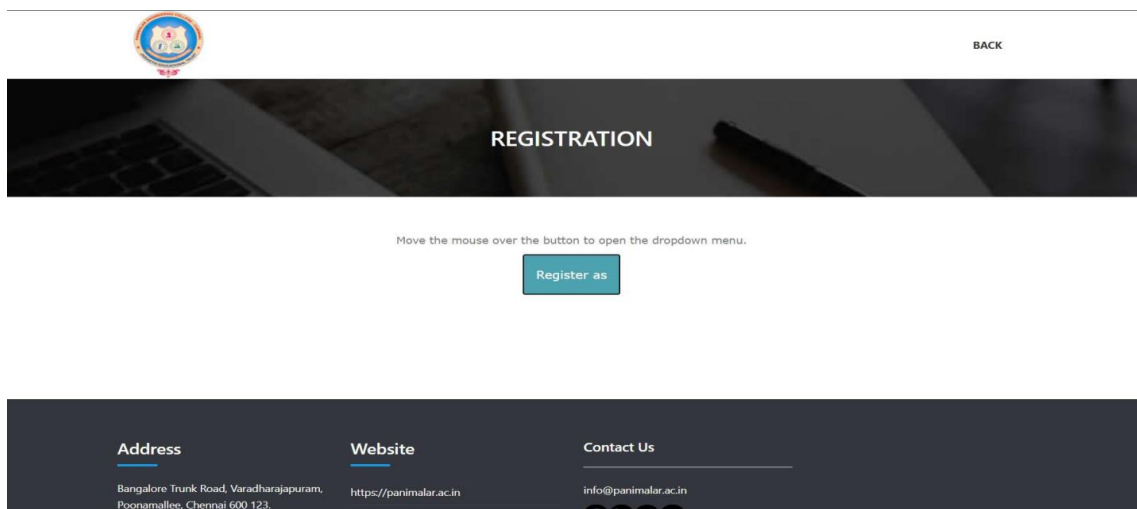 BACK
REGISTRATION
Move the mouse over the button to open the dropdown menu.
Register as
Address
Bangalore Trunk Road, Varadharajapuram,
Poonamallee, Chennai 600 123.
Website
https://panimalar.ac.in
Contact Us
info@panimalar.ac.in